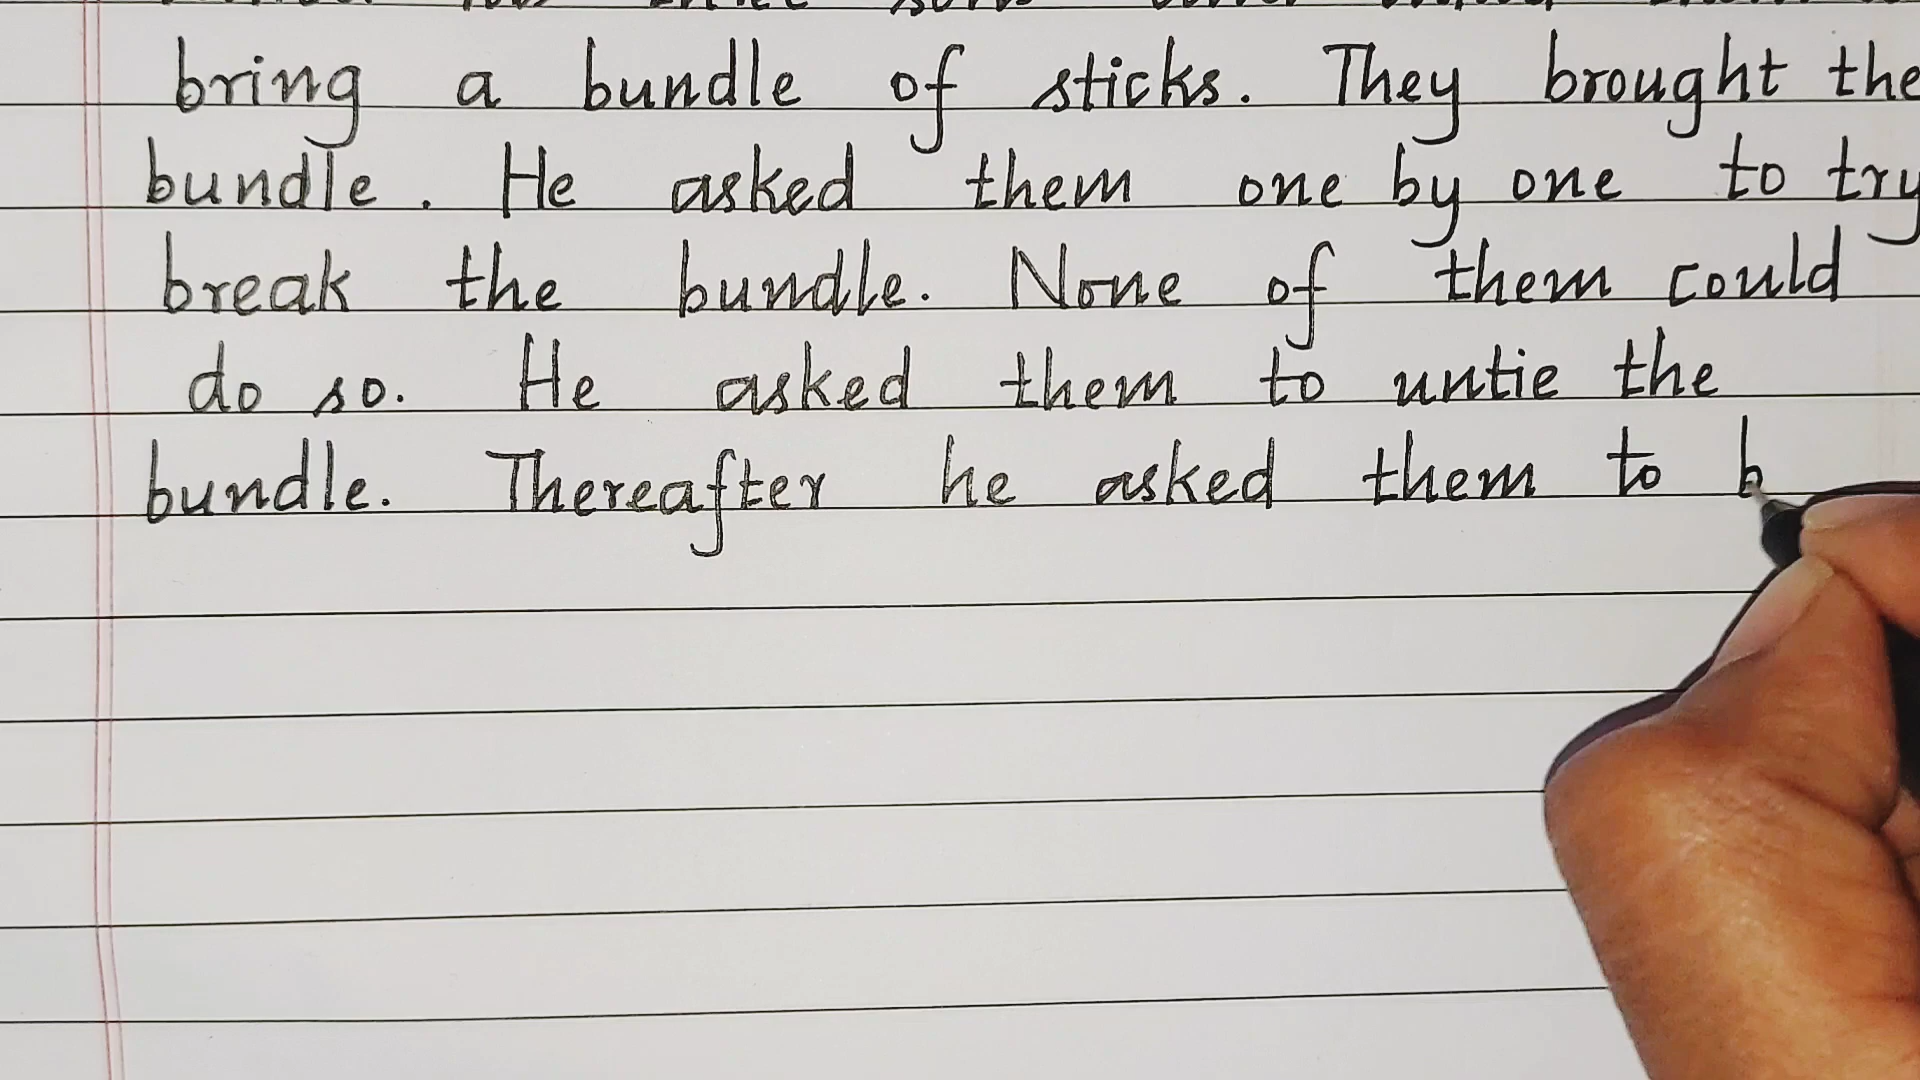 bring a bundle of sticks. They brought the
bundle. He asked them one by one to try
break the bundle. None of them could
do so. He asked them to untie the
bundle. Thereafter he asked them to b